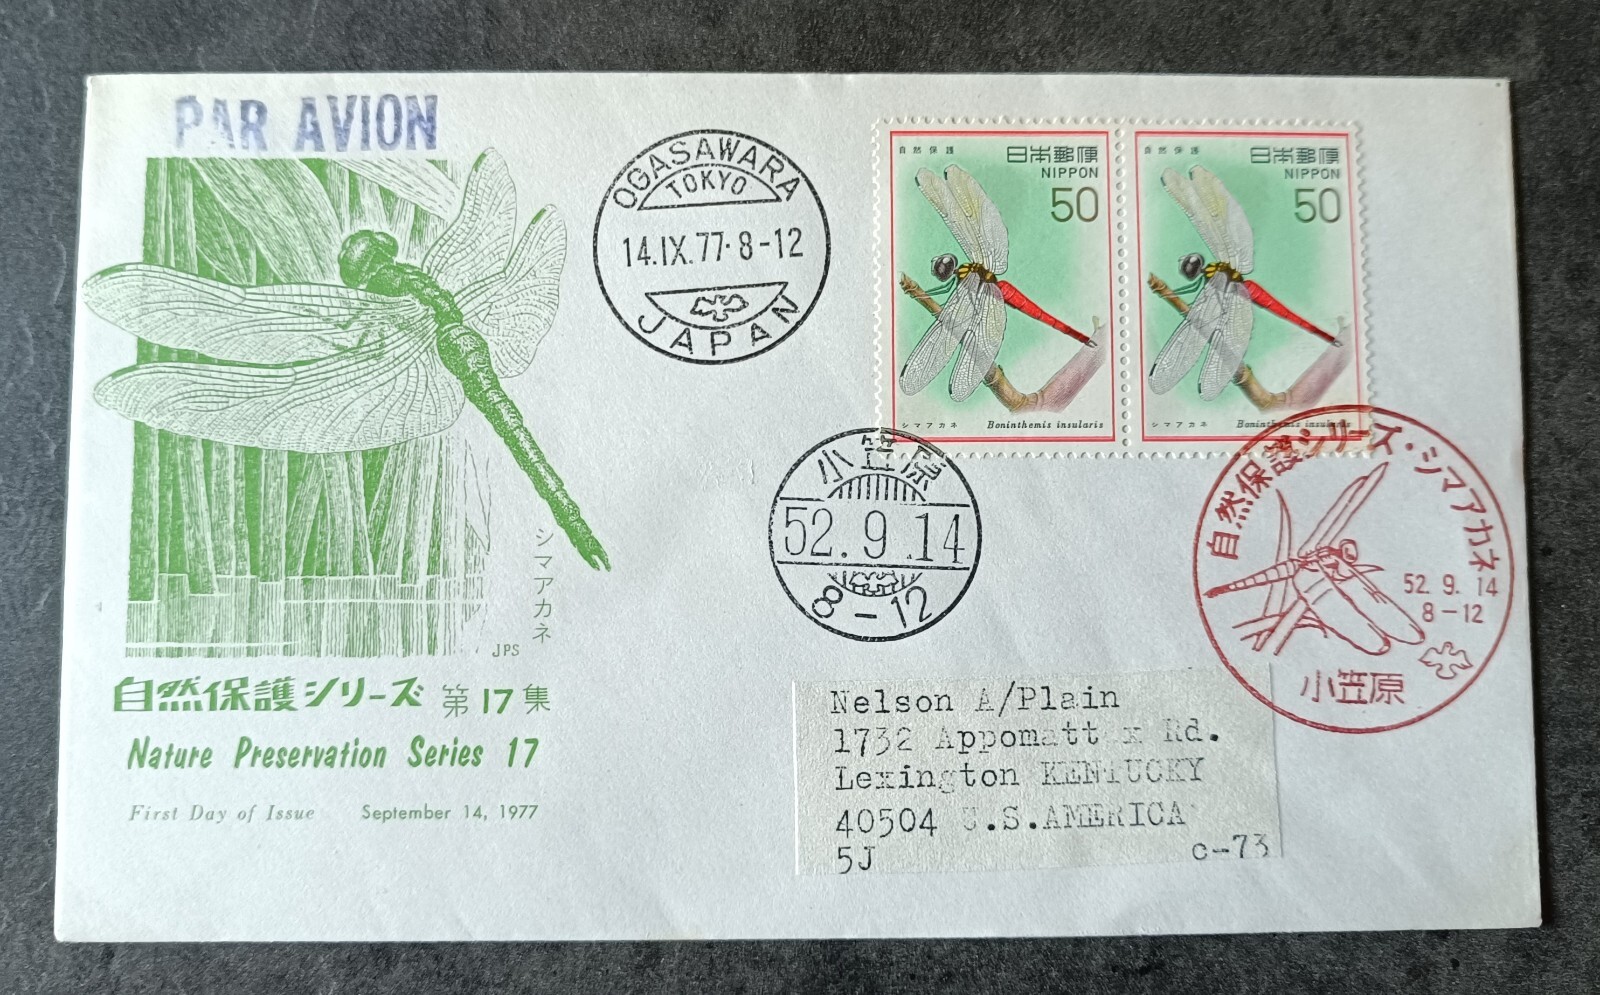 PAR AVION
OGASAWARA
TOKYO
14.IX.77·8-12
JAPAN
自然保護
日本郵便
NIPPON
50
シマアカネ Boninthemis insularis
自然保護
日本郵便
NIPPON
50
シマアカネ Boninthemis insularis
小笠原
52.9.14
8-12
自然保護シリーズ・シマアカネ
52.9.14
8-12
小笠原
シマアカネ
JPS
自然保護シリーズ 第17集
Nature Preservation Series 17
First Day of Issue September 14, 1977
Nelson A/Plain
1732 Appomattox Rd.
Lexington KENTUCKY
40504 U.S.AMERICA
5J c-73